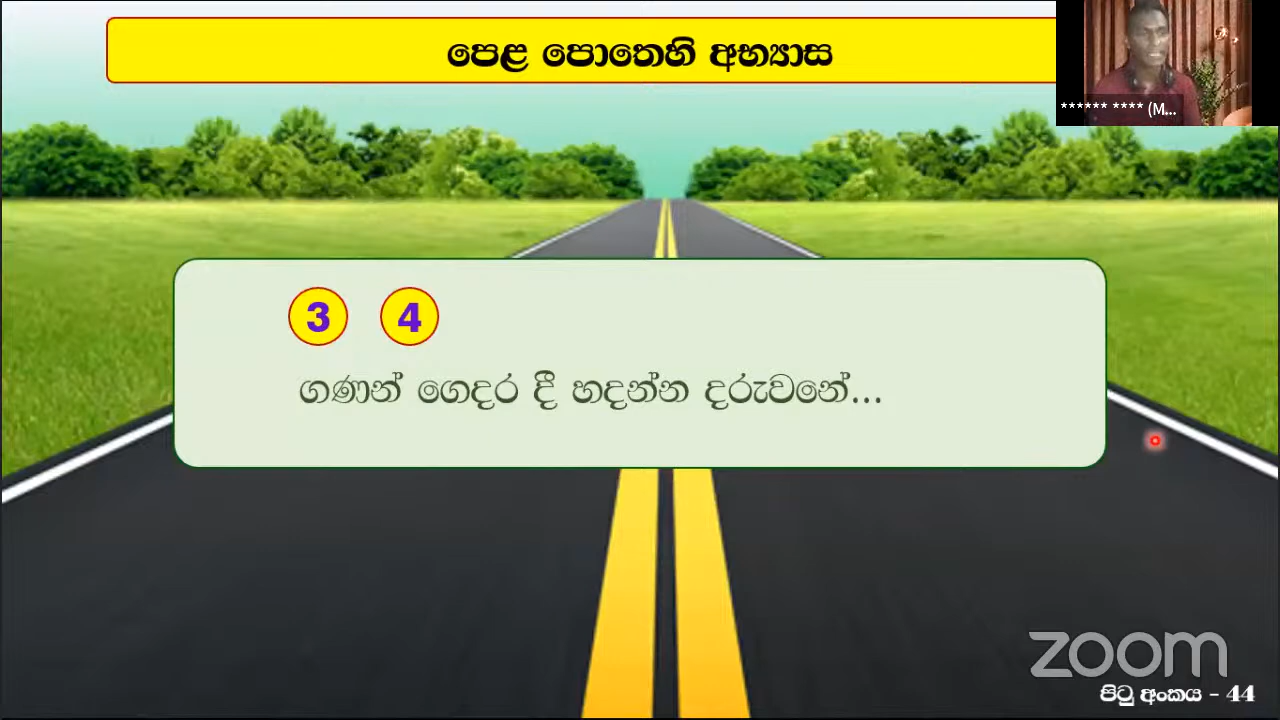 පෙළ පොතෙහි අභ්‍යාස
****** **** (M...
3 4
ගණන් ගෙදර දී හදන්න දරුවනේ...
zoom
පිටු අංකය - 44